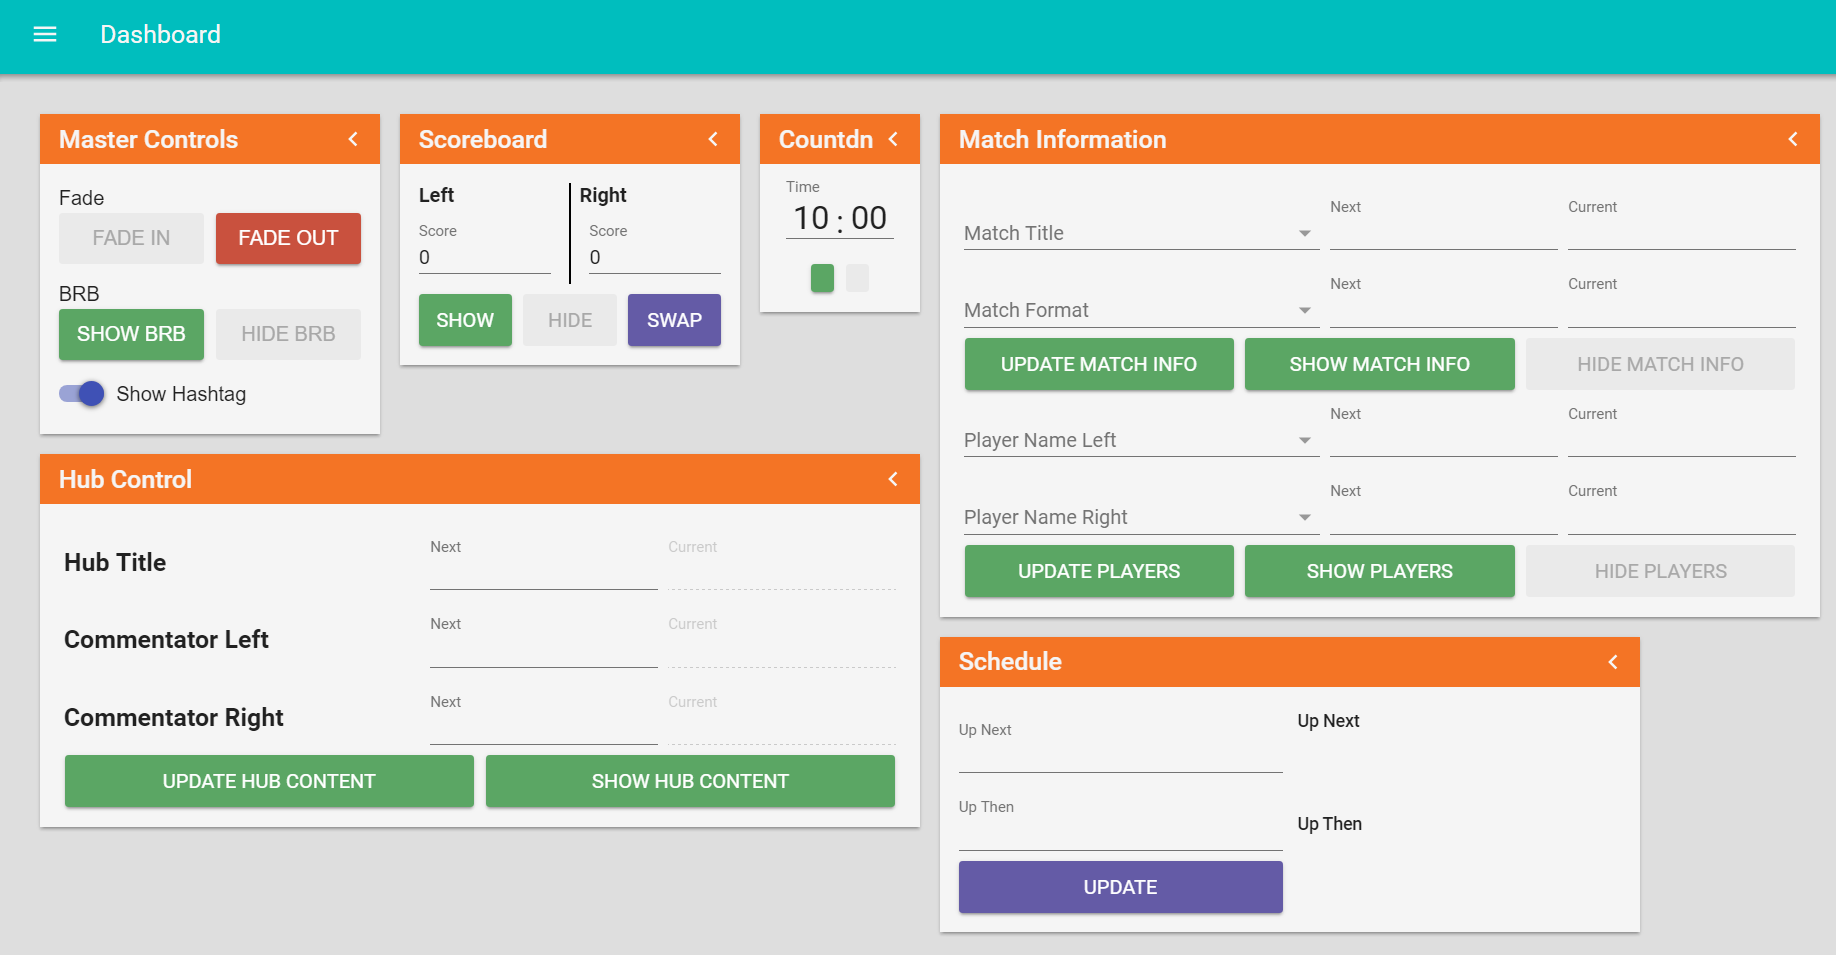 Dashboard
Master Controls
Fade
FADE IN
FADE OUT
BRB
SHOW BRB
HIDE BRB
Show Hashtag
Scoreboard
Left
Right
Score
Score
0
0
SHOW
HIDE
SWAP
Countdn
Time
10 : 00
Match Information
Match Title
Next
Current
Match Format
Next
Current
UPDATE MATCH INFO
SHOW MATCH INFO
HIDE MATCH INFO
Player Name Left
Next
Current
Player Name Right
Next
Current
UPDATE PLAYERS
SHOW PLAYERS
HIDE PLAYERS
Hub Control
Hub Title
Next
Current
Commentator Left
Next
Current
Commentator Right
Next
Current
UPDATE HUB CONTENT
SHOW HUB CONTENT
Schedule
Up Next
Up Next
Up Then
Up Then
UPDATE